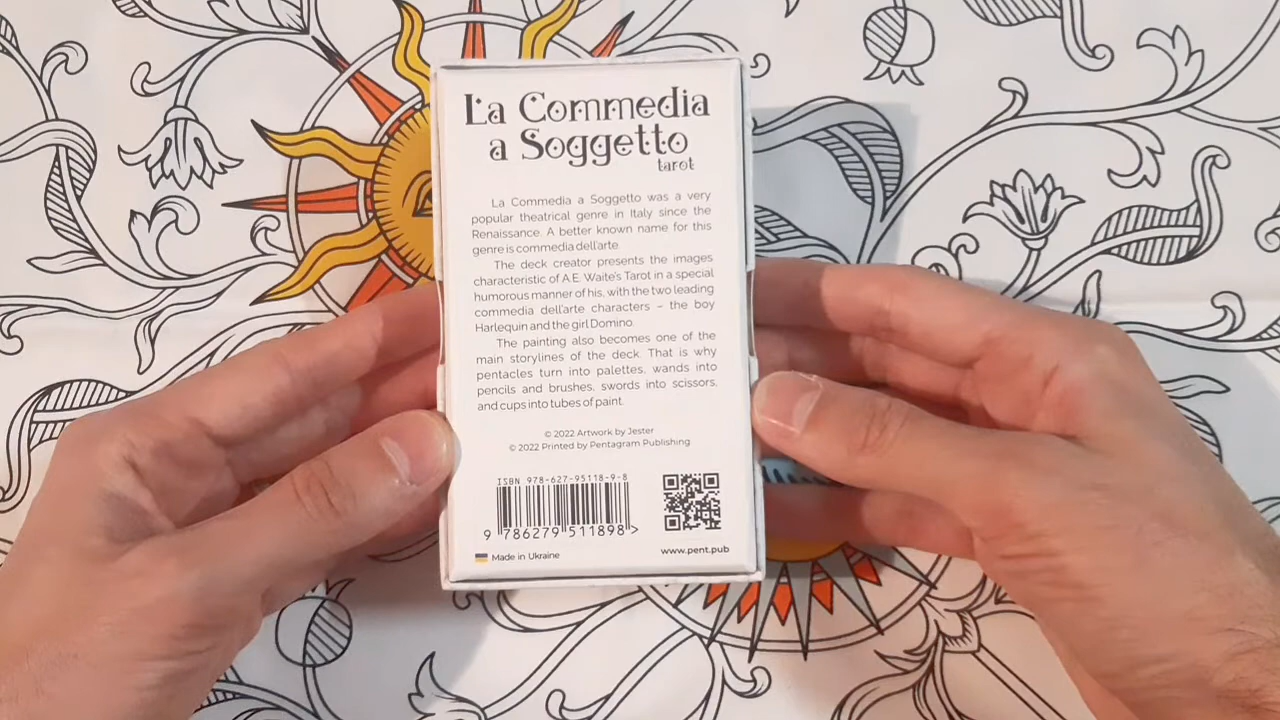 La Commedia
a Soggetto
tarot
La Commedia a Soggetto was a very
popular theatrical genre in Italy since the
Renaissance. A better known name for this
genre is commedia dell'arte.
The deck creator presents the images
characteristic of A.E. Waite's Tarot in a special
humorous manner of his, with the two leading
commedia dell'arte characters – the boy
Harlequin and the girl Domino.
The painting also becomes one of the
main storylines of the deck. That is why
pentacles turn into palettes, wands into
pencils and brushes, swords into scissors,
and cups into tubes of paint.
© 2022 Artwork by Jester
© 2022 Printed by Pentagram Publishing
ISBN 978-627-95118-9-8
9 786279 511898 >
Made in Ukraine
www.pent.pub